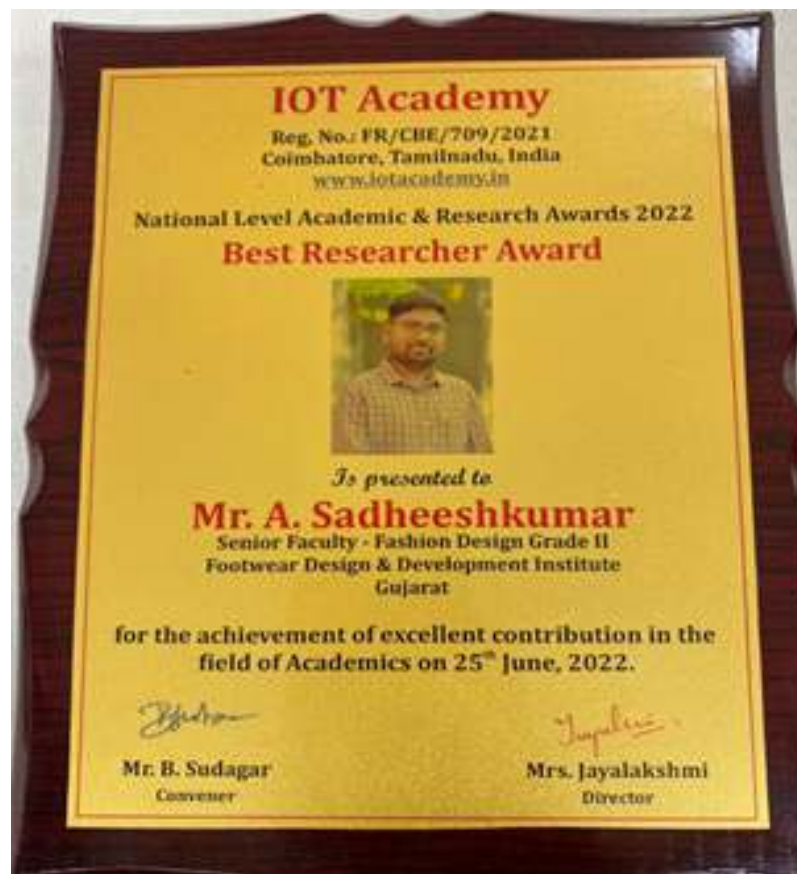 IOT Academy
Reg. No.: FR/CBE/709/2021
Coimbatore, Tamilnadu, India
www.iotacademy.in
National Level Academic & Research Awards 2022
Best Researcher Award
Is presented to
Mr. A. Sadheeshkumar
Senior Faculty - Fashion Design Grade II
Footwear Design & Development Institute
Gujarat
for the achievement of excellent contribution in the
field of Academics on 25th June, 2022.
Mr. B. Sudagar
Mrs. Jayalakshmi
Convener
Director